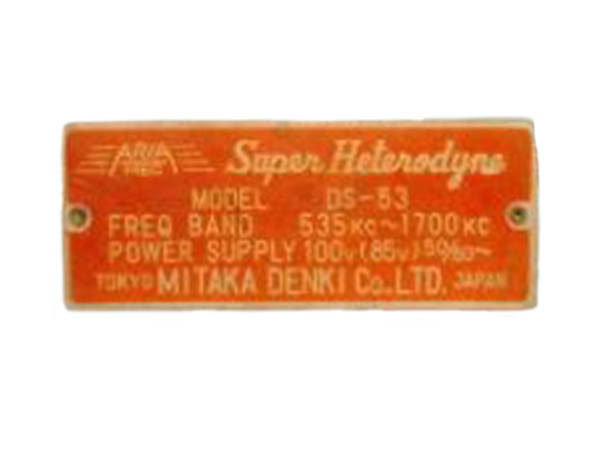 ARIA Super Heterodyne
MODEL DS-53
FREQ BAND 535KC~1700KC
POWER SUPPLY 100V(85V) 50/60~
TOKYO MITAKA DENKI CO.LTD. JAPAN